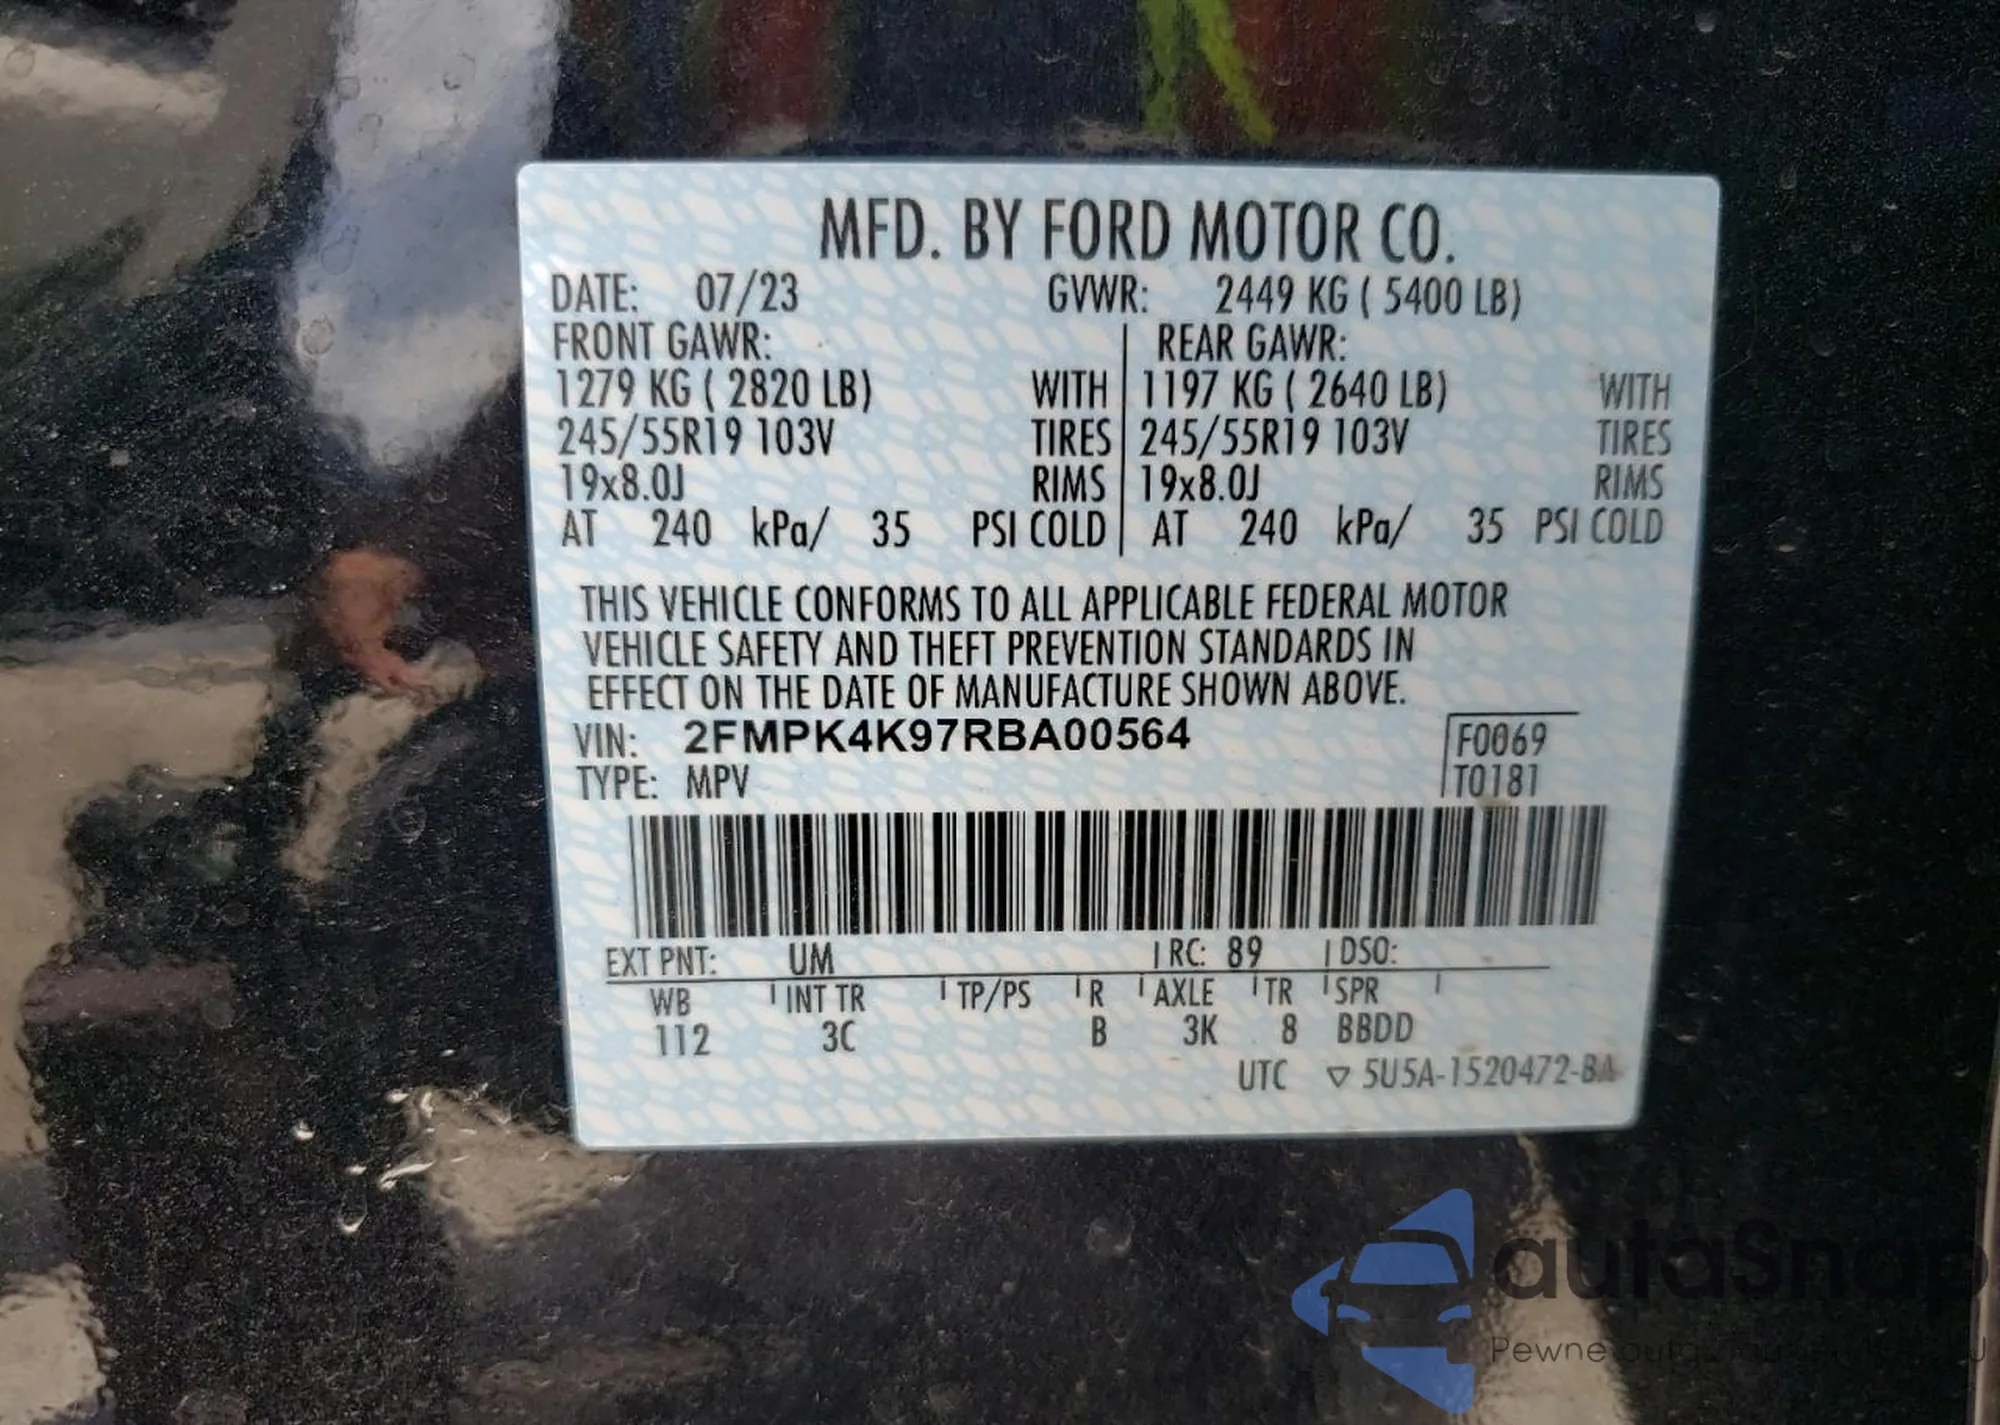 MFD. BY FORD MOTOR CO.
DATE: 07/23 GVWR: 2449 KG ( 5400 LB)
FRONT GAWR: REAR GAWR:
1279 KG ( 2820 LB) WITH 1197 KG ( 2640 LB) WITH
245/55R19 103V TIRES 245/55R19 103V TIRES
19x8.0J RIMS 19x8.0J RIMS
AT 240 kPa/ 35 PSI COLD AT 240 kPa/ 35 PSI COLD
THIS VEHICLE CONFORMS TO ALL APPLICABLE FEDERAL MOTOR
VEHICLE SAFETY AND THEFT PREVENTION STANDARDS IN
EFFECT ON THE DATE OF MANUFACTURE SHOWN ABOVE.
VIN: 2FMPK4K97RBA00564 F0069
TYPE: MPV T0181
EXT PNT: UM RC: 89 DSO:
WB INT TR TP/PS R AXLE TR SPR
112 3C B 3K 8 BBDD
UTC ▽ 5U5A-1520472-BA
autaSnap
Pewne